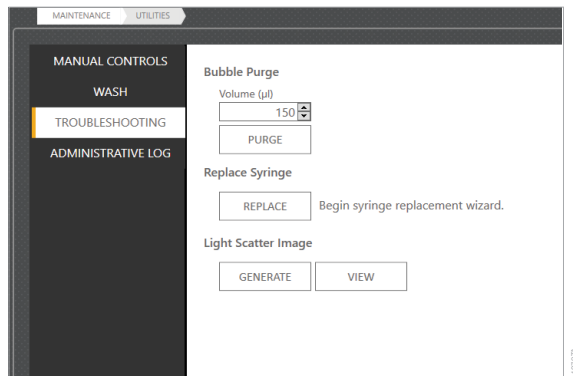 MAINTENANCE UTILITIES
MANUAL CONTROLS
WASH
TROUBLESHOOTING
ADMINISTRATIVE LOG
Bubble Purge
Volume (µl)
150
PURGE
Replace Syringe
REPLACE Begin syringe replacement wizard.
Light Scatter Image
GENERATE VIEW